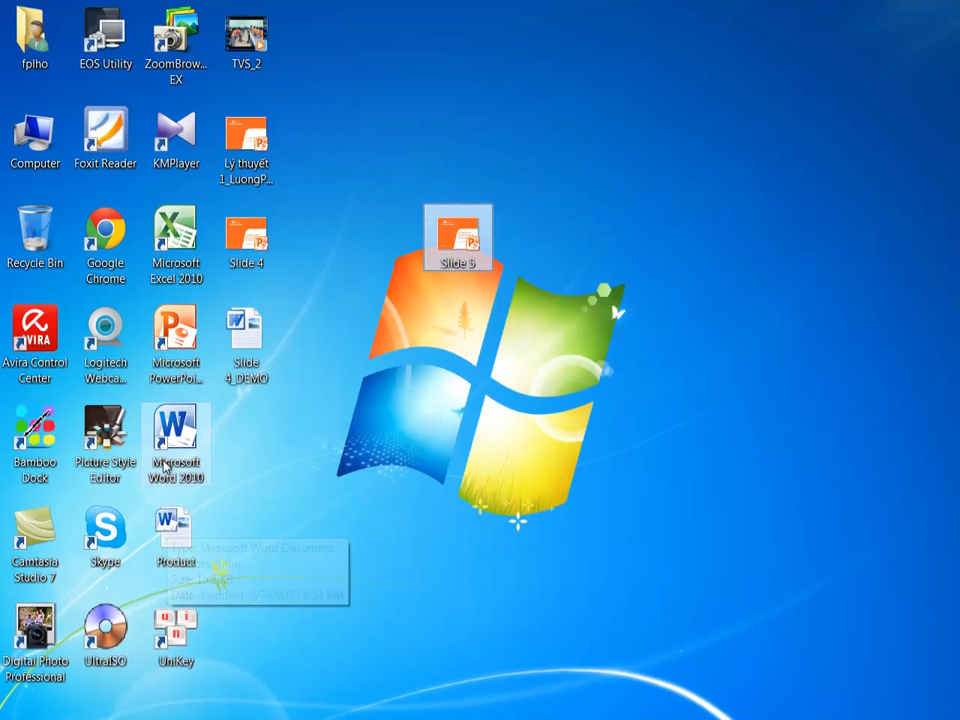 fplho
EOS Utility
ZoomBrow...
EX
TVS_2
Computer
Foxit Reader
KMPlayer
Lý thuyết
1_LuongP...
Recycle Bin
Google
Chrome
Microsoft
Excel 2010
Slide 4
Slide 5
AVIRA
Avira Control
Center
Logitech
Webca...
Microsoft
PowerPoi...
Slide
4_DEMO
Bamboo
Dock
Picture Style
Editor
Microsoft
Word 2010
Camtasia
Studio 7
Skype
Product
Type: Microsoft Word Document
Digital Photo
Professional
UltraISO
u i
n
UniKey